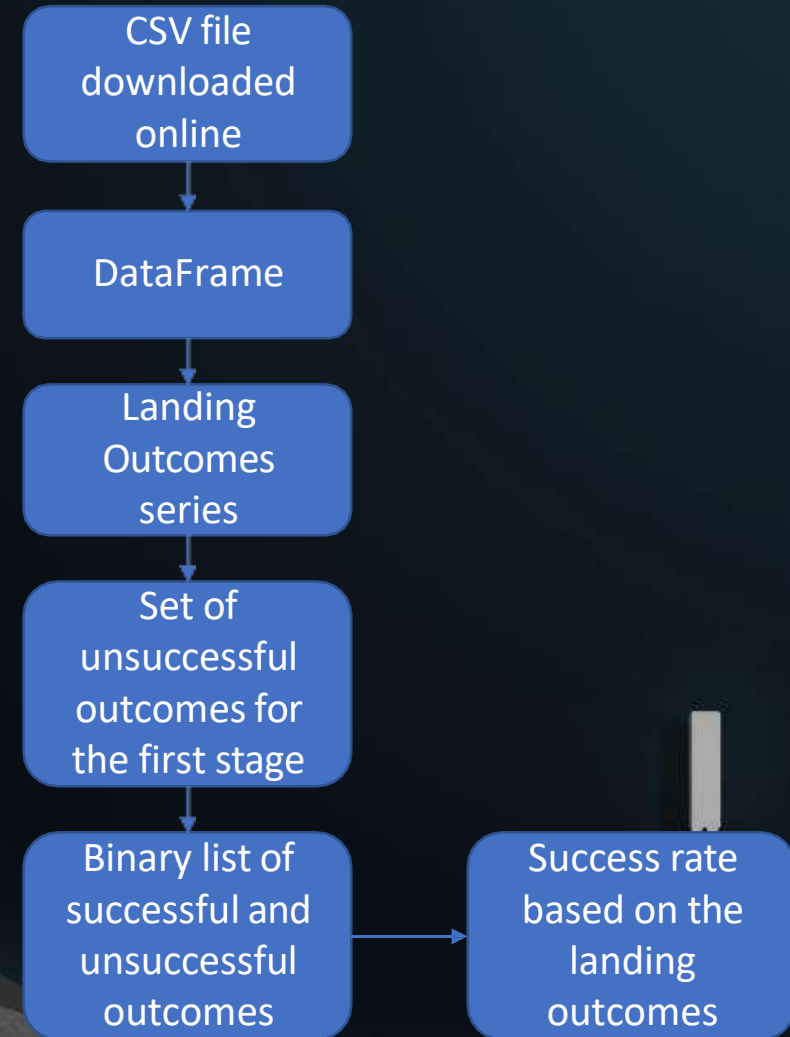 CSV file
downloaded
online
DataFrame
Landing
Outcomes
series
Set of
unsuccessful
outcomes for
the first stage
Binary list of
successful and
unsuccessful
outcomes
Success rate
based on the
landing
outcomes